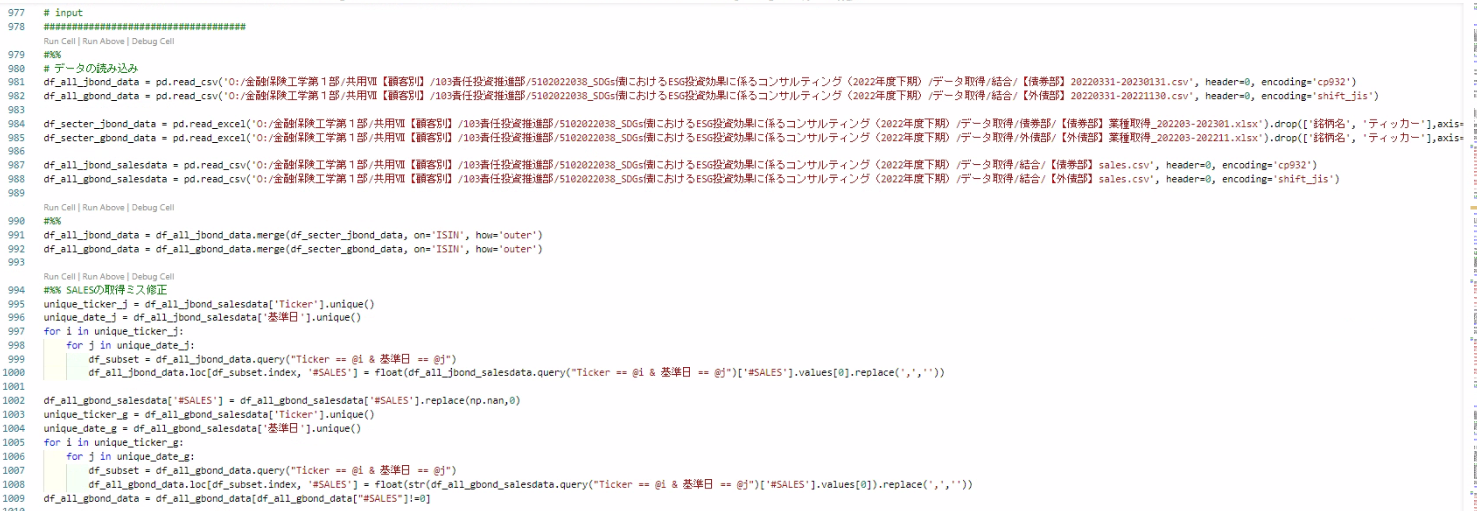 977 # input
978 ####################################
Run Cell | Run Above | Debug Cell
979 #%%
980 # データの読み込み
981 df_all_jbond_data = pd.read_csv('O:/金融保険工学第１部/共用Ⅶ【顧客別】/103責任投資推進部/5102022038_SDGs債におけるESG投資効果に係るコンサルティング（2022年度下期）/データ取得/結合/【債券部】20220331-20230131.csv', header=0, encoding='cp932')
982 df_all_gbond_data = pd.read_csv('O:/金融保険工学第１部/共用Ⅶ【顧客別】/103責任投資推進部/5102022038_SDGs債におけるESG投資効果に係るコンサルティング（2022年度下期）/データ取得/結合/【外債部】20220331-20221130.csv', header=0, encoding='shift_jis')
983
984 df_secter_jbond_data = pd.read_excel('O:/金融保険工学第１部/共用Ⅶ【顧客別】/103責任投資推進部/5102022038_SDGs債におけるESG投資効果に係るコンサルティング（2022年度下期）/データ取得/債券部/【債券部】業種取得_202203-202301.xlsx').drop(['銘柄名', 'ティッカー'],axis=
985 df_secter_gbond_data = pd.read_excel('O:/金融保険工学第１部/共用Ⅶ【顧客別】/103責任投資推進部/5102022038_SDGs債におけるESG投資効果に係るコンサルティング（2022年度下期）/データ取得/外債部/【外債部】業種取得_202203-202211.xlsx').drop(['銘柄名', 'ティッカー'],axis=
986
987 df_all_jbond_salesdata = pd.read_csv('O:/金融保険工学第１部/共用Ⅶ【顧客別】/103責任投資推進部/5102022038_SDGs債におけるESG投資効果に係るコンサルティング（2022年度下期）/データ取得/結合/【債券部】sales.csv', header=0, encoding='cp932')
988 df_all_gbond_salesdata = pd.read_csv('O:/金融保険工学第１部/共用Ⅶ【顧客別】/103責任投資推進部/5102022038_SDGs債におけるESG投資効果に係るコンサルティング（2022年度下期）/データ取得/結合/【外債部】sales.csv', header=0, encoding='shift_jis')
989
Run Cell | Run Above | Debug Cell
990 #%%
991 df_all_jbond_data = df_all_jbond_data.merge(df_secter_jbond_data, on='ISIN', how='outer')
992 df_all_gbond_data = df_all_gbond_data.merge(df_secter_gbond_data, on='ISIN', how='outer')
993
Run Cell | Run Above | Debug Cell
994 #%% SALESの取得ミス修正
995 unique_ticker_j = df_all_jbond_salesdata['Ticker'].unique()
996 unique_date_j = df_all_jbond_salesdata['基準日'].unique()
997 for i in unique_ticker_j:
998     for j in unique_date_j:
999         df_subset = df_all_jbond_data.query("Ticker == @i & 基準日 == @j")
1000         df_all_jbond_data.loc[df_subset.index, '#SALES'] = float(df_all_jbond_salesdata.query("Ticker == @i & 基準日 == @j")['#SALES'].values[0].replace(',',''))
1001
1002 df_all_gbond_salesdata['#SALES'] = df_all_gbond_salesdata['#SALES'].replace(np.nan,0)
1003 unique_ticker_g = df_all_gbond_salesdata['Ticker'].unique()
1004 unique_date_g = df_all_gbond_salesdata['基準日'].unique()
1005 for i in unique_ticker_g:
1006     for j in unique_date_g:
1007         df_subset = df_all_gbond_data.query("Ticker == @i & 基準日 == @j")
1008         df_all_gbond_data.loc[df_subset.index, '#SALES'] = float(str(df_all_gbond_salesdata.query("Ticker == @i & 基準日 == @j")['#SALES'].values[0]).replace(',',''))
1009 df_all_gbond_data = df_all_gbond_data[df_all_gbond_data["#SALES"]!=0]
1010